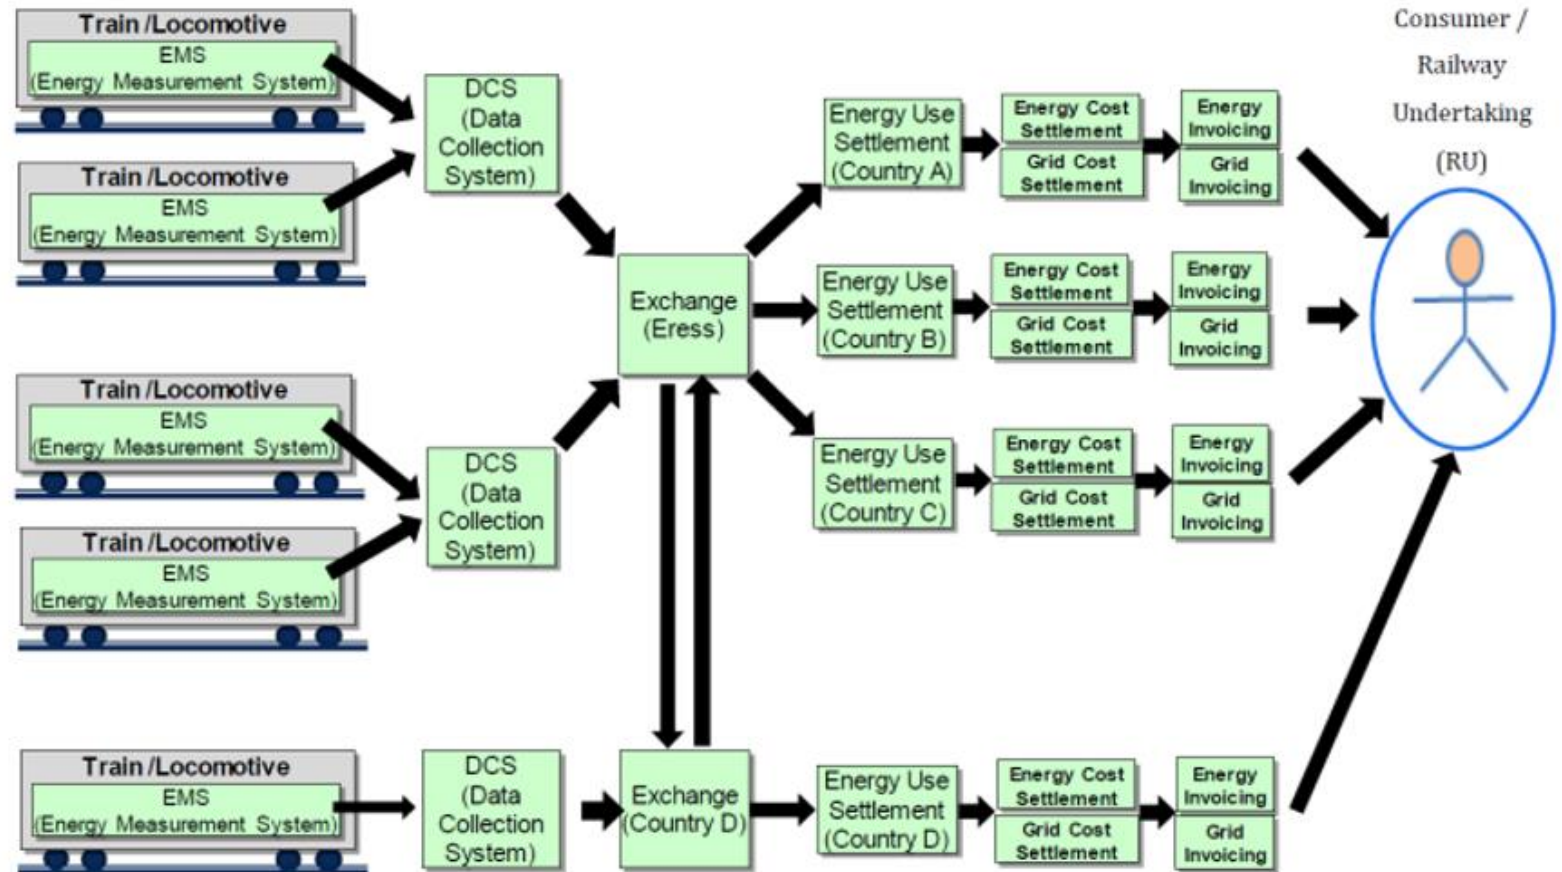 Train /Locomotive
EMS
(Energy Measurement System)
Train /Locomotive
EMS
(Energy Measurement System)
DCS
(Data
Collection
System)
Train /Locomotive
EMS
(Energy Measurement System)
Train /Locomotive
EMS
(Energy Measurement System)
DCS
(Data
Collection
System)
Exchange
(Eress)
Energy Use
Settlement
(Country A)
Energy Cost
Settlement
Grid Cost
Settlement
Energy
Invoicing
Grid
Invoicing
Energy Use
Settlement
(Country B)
Energy Cost
Settlement
Grid Cost
Settlement
Energy
Invoicing
Grid
Invoicing
Energy Use
Settlement
(Country C)
Energy Cost
Settlement
Grid Cost
Settlement
Energy
Invoicing
Grid
Invoicing
Consumer /
Railway
Undertaking
(RU)
Train /Locomotive
EMS
(Energy Measurement System)
DCS
(Data
Collection
System)
Exchange
(Country D)
Energy Use
Settlement
(Country D)
Energy Cost
Settlement
Grid Cost
Settlement
Energy
Invoicing
Grid
Invoicing